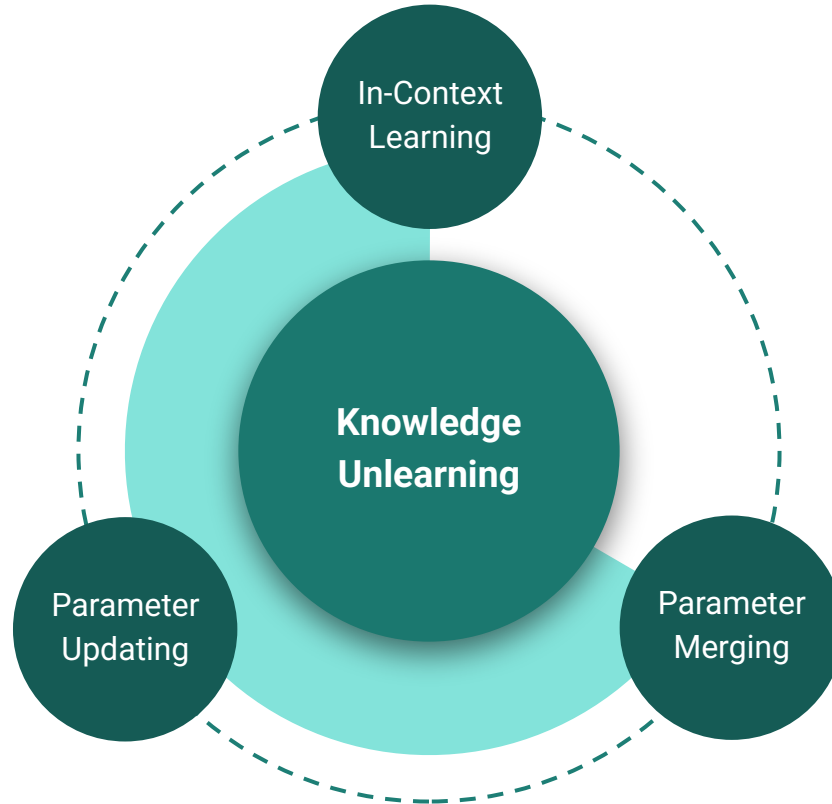 In-Context
Learning
Knowledge
Unlearning
Parameter
Updating
Parameter
Merging